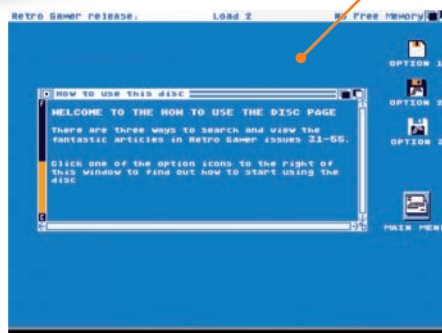 Retro Gamer release. Load 2 No Free Memory
OPTION 1
OPTION 2
OPTION
How to use this disc
WELCOME TO THE HOW TO USE THE DISC PAGE
There are three ways to search and view the
fantastic articles in Retro Gamer issues 31-55.
Click one of the option icons to the right of
this window to find out how to start using the
disc
MAIN MEN